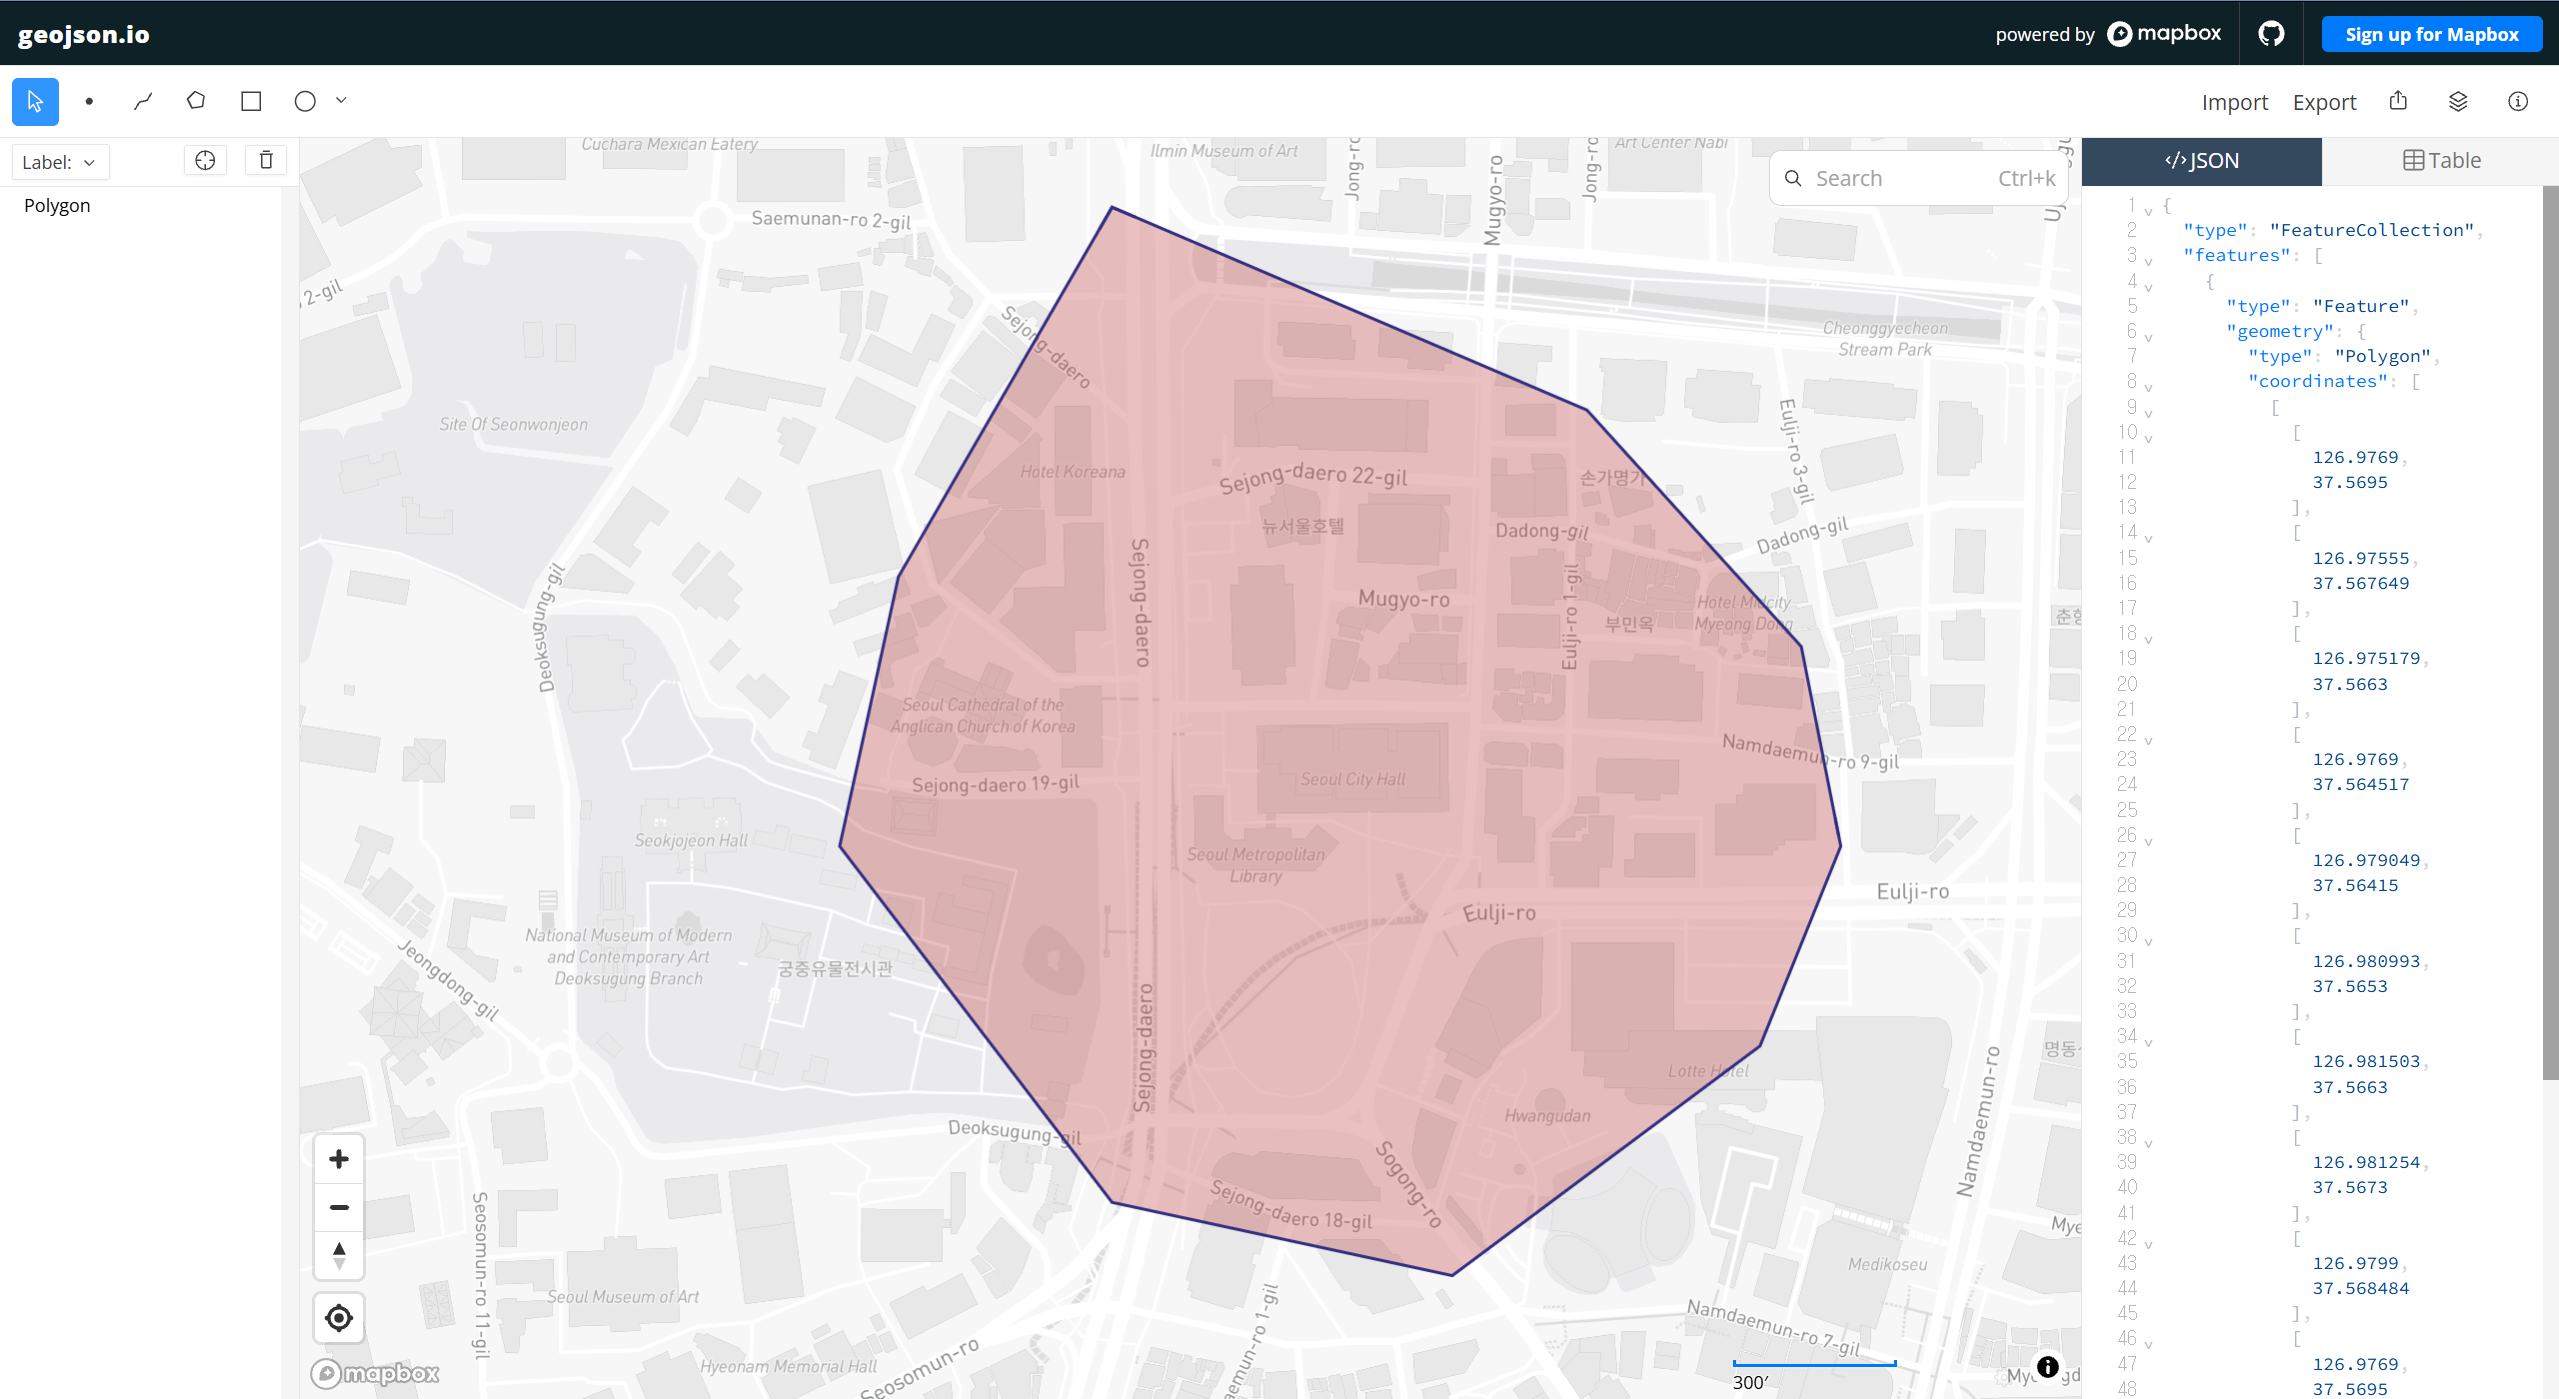 geojson.io
powered by mapbox
Sign up for Mapbox
Import
Export
Label:
Polygon
Search Ctrl+k
</>JSON
Table
Cuchara Mexican Eatery
Ilmin Museum of Art
Art Center Nabi
Saemunan-ro 2-gil
Mugyo-ro
2-gil
Sejong-daero
Cheonggyecheon
Stream Park
Site Of Seonwonjeon
Eulji-ro 3-gil
Hotel Koreana
Sejong-daero 22-gil
손가명가
뉴서울호텔
Dadong-gil
Dadong-gil
Sejong-daero
Deoksugung-gil
Mugyo-ro
Eulji-ro 1-gil
부민옥
Hotel Midcity
Myeong Dong
Seoul Cathedral of the
Anglican Church of Korea
Namdaemun-ro 9-gil
Sejong-daero 19-gil
Seoul City Hall
Seokjojeon Hall
Seoul Metropolitan
Library
Eulji-ro
Eulji-ro
National Museum of Modern
and Contemporary Art
Deoksugung Branch
궁중유물전시관
Jeongdong-gil
Sejong-daero
Lotte Hotel
Hwangudan
Namdaemun-ro
Deoksugung-gil
Sogong-ro
Sejong-daero 18-gil
Seosomun-ro 11-gil
Medikoseu
Seoul Museum of Art
Namdaemun-ro 7-gil
Hyeonam Memorial Hall
Seosomun-ro
mapbox
300′
1 {
2 "type": "FeatureCollection",
3 "features": [
4 {
5 "type": "Feature",
6 "geometry": {
7 "type": "Polygon",
8 "coordinates": [
9 [
10 [
11 126.9769,
12 37.5695
13 ],
14 [
15 126.97555,
16 37.567649
17 ],
18 [
19 126.975179,
20 37.5663
21 ],
22 [
23 126.9769,
24 37.564517
25 ],
26 [
27 126.979049,
28 37.56415
29 ],
30 [
31 126.980993,
32 37.5653
33 ],
34 [
35 126.981503,
36 37.5663
37 ],
38 [
39 126.981254,
40 37.5673
41 ],
42 [
43 126.9799,
44 37.568484
45 ],
46 [
47 126.9769,
48 37.5695